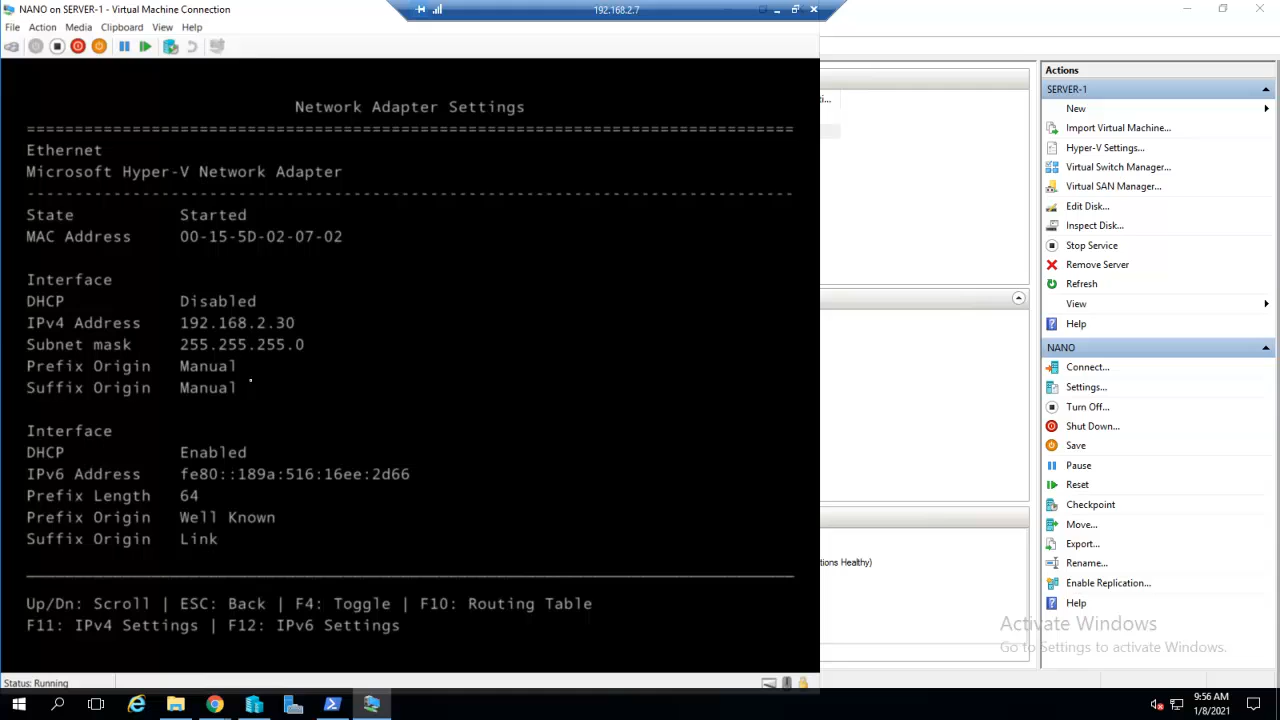 NANO on SERVER-1 - Virtual Machine Connection
192.168.2.7
File Action Media Clipboard View Help
Network Adapter Settings
================================================================================
Ethernet
Microsoft Hyper-V Network Adapter
--------------------------------------------------------------------------------
State Started
MAC Address 00-15-5D-02-07-02
Interface
DHCP Disabled
IPv4 Address 192.168.2.30
Subnet mask 255.255.255.0
Prefix Origin Manual
Suffix Origin Manual
Interface
DHCP Enabled
IPv6 Address fe80::189a:516:16ee:2d66
Prefix Length 64
Prefix Origin Well Known
Suffix Origin Link
Up/Dn: Scroll | ESC: Back | F4: Toggle | F10: Routing Table
F11: IPv4 Settings | F12: IPv6 Settings
Status: Running
ti...
tions Healthy)
Actions
SERVER-1
New
Import Virtual Machine...
Hyper-V Settings...
Virtual Switch Manager...
Virtual SAN Manager...
Edit Disk...
Inspect Disk...
Stop Service
Remove Server
Refresh
View
Help
NANO
Connect...
Settings...
Turn Off...
Shut Down...
Save
Pause
Reset
Checkpoint
Move...
Export...
Rename...
Enable Replication...
Help
Activate Windows
Go to Settings to activate Windows.
9:56 AM
1/8/2021